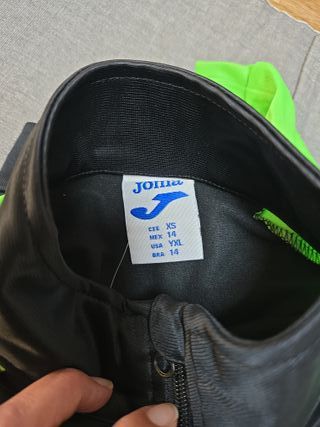 Joma
CEE XS
MEX 14
USA YXL
BRA 14